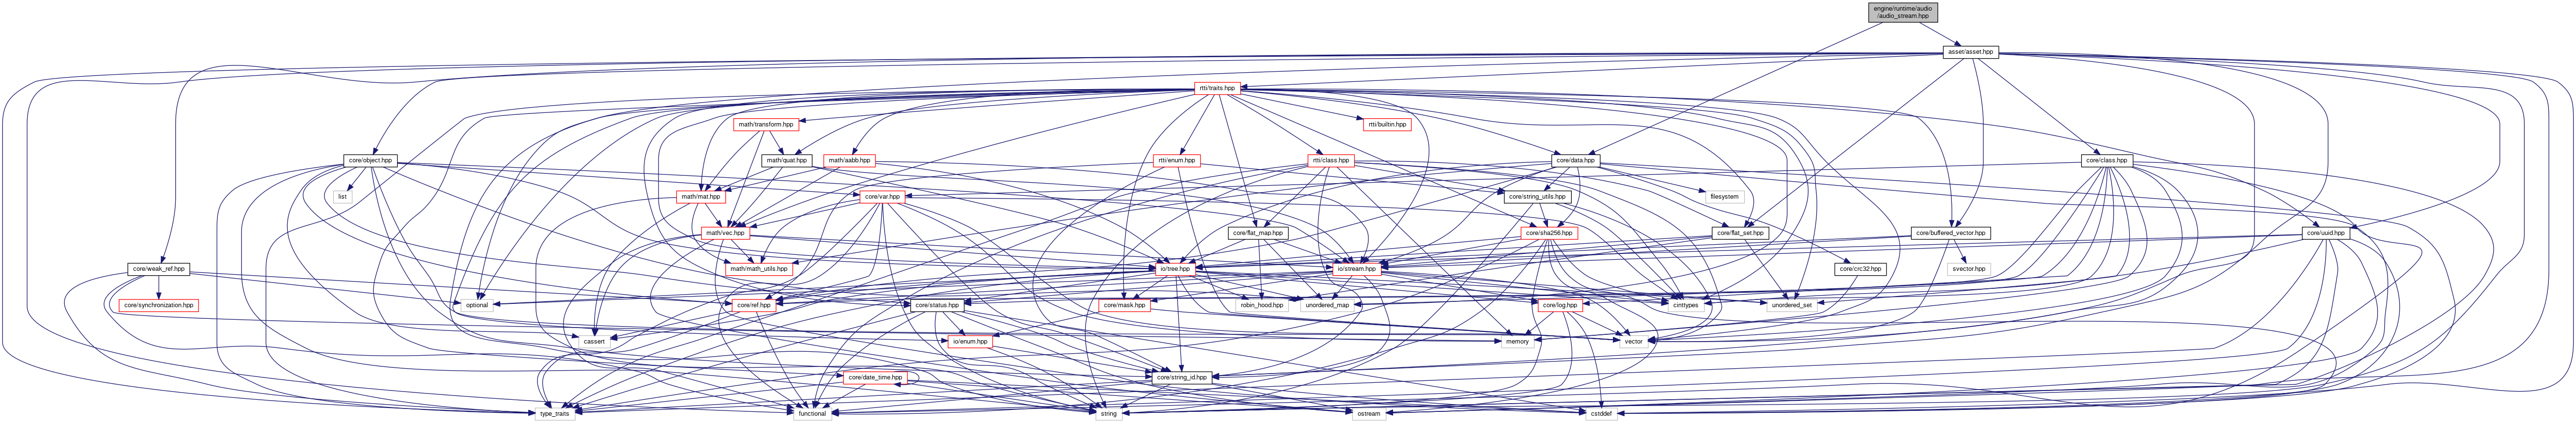 engine/runtime/audio
/audio_stream.hpp
asset/asset.hpp
rtti/traits.hpp
math/transform.hpp
rtti/builtin.hpp
core/object.hpp
math/quat.hpp
math/aabb.hpp
rtti/enum.hpp
rtti/class.hpp
core/data.hpp
core/class.hpp
list
math/mat.hpp
core/var.hpp
core/string_utils.hpp
filesystem
math/vec.hpp
core/flat_map.hpp
core/sha256.hpp
core/flat_set.hpp
core/buffered_vector.hpp
core/uuid.hpp
core/weak_ref.hpp
math/math_utils.hpp
io/tree.hpp
io/stream.hpp
core/crc32.hpp
svector.hpp
core/synchronization.hpp
optional
core/ref.hpp
core/status.hpp
core/mask.hpp
robin_hood.hpp
unordered_map
core/log.hpp
cinttypes
unordered_set
cassert
io/enum.hpp
memory
vector
core/date_time.hpp
core/string_id.hpp
type_traits
functional
string
ostream
cstddef